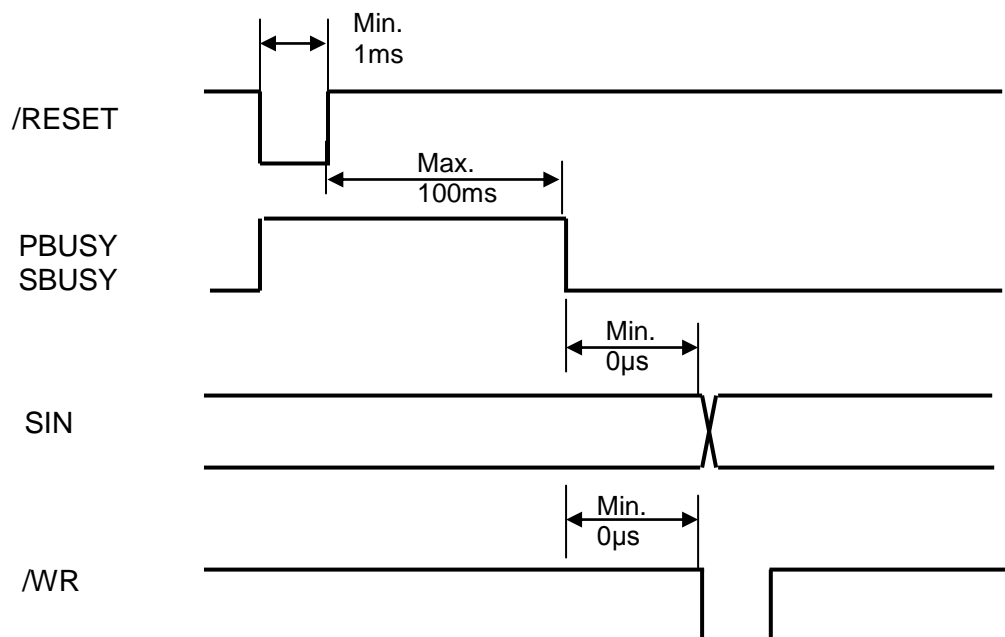 Min.
1ms
/RESET
Max.
100ms
PBUSY
SBUSY
Min.
0µs
SIN
Min.
0µs
/WR